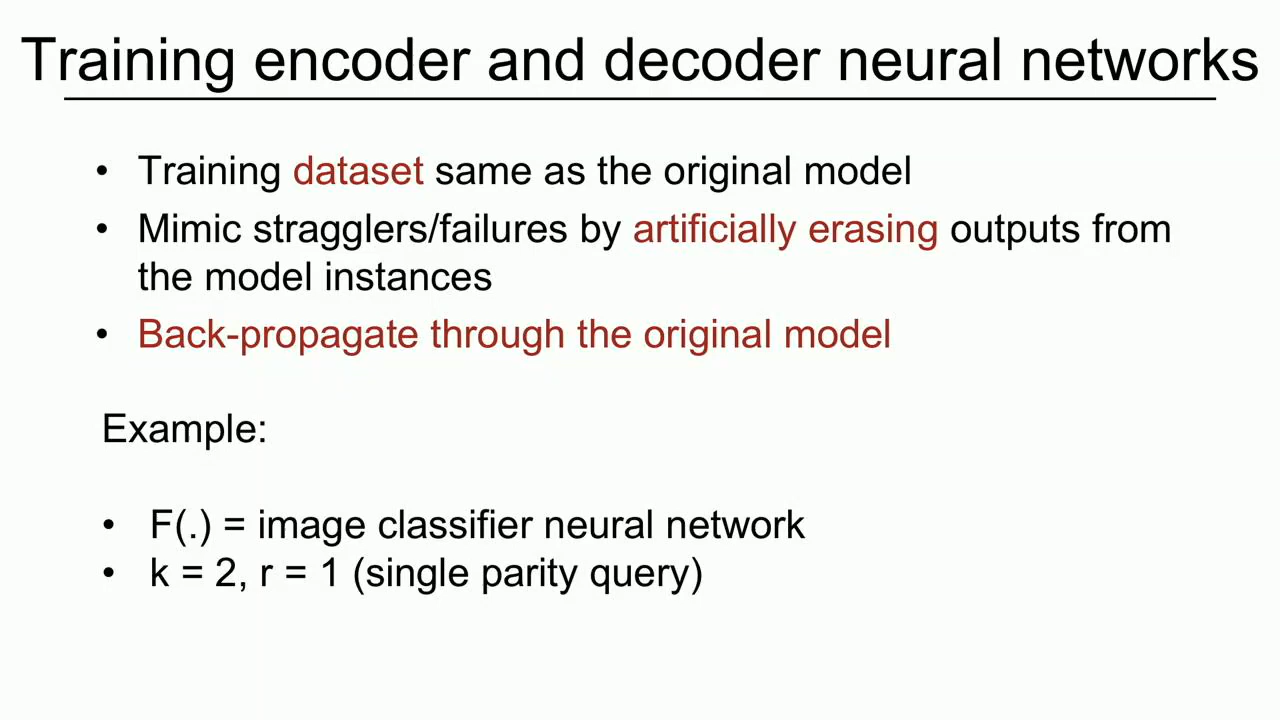 Training encoder and decoder neural networks
• Training dataset same as the original model
• Mimic stragglers/failures by artificially erasing outputs from
the model instances
• Back-propagate through the original model
Example:
• F(.) = image classifier neural network
• k = 2, r = 1 (single parity query)